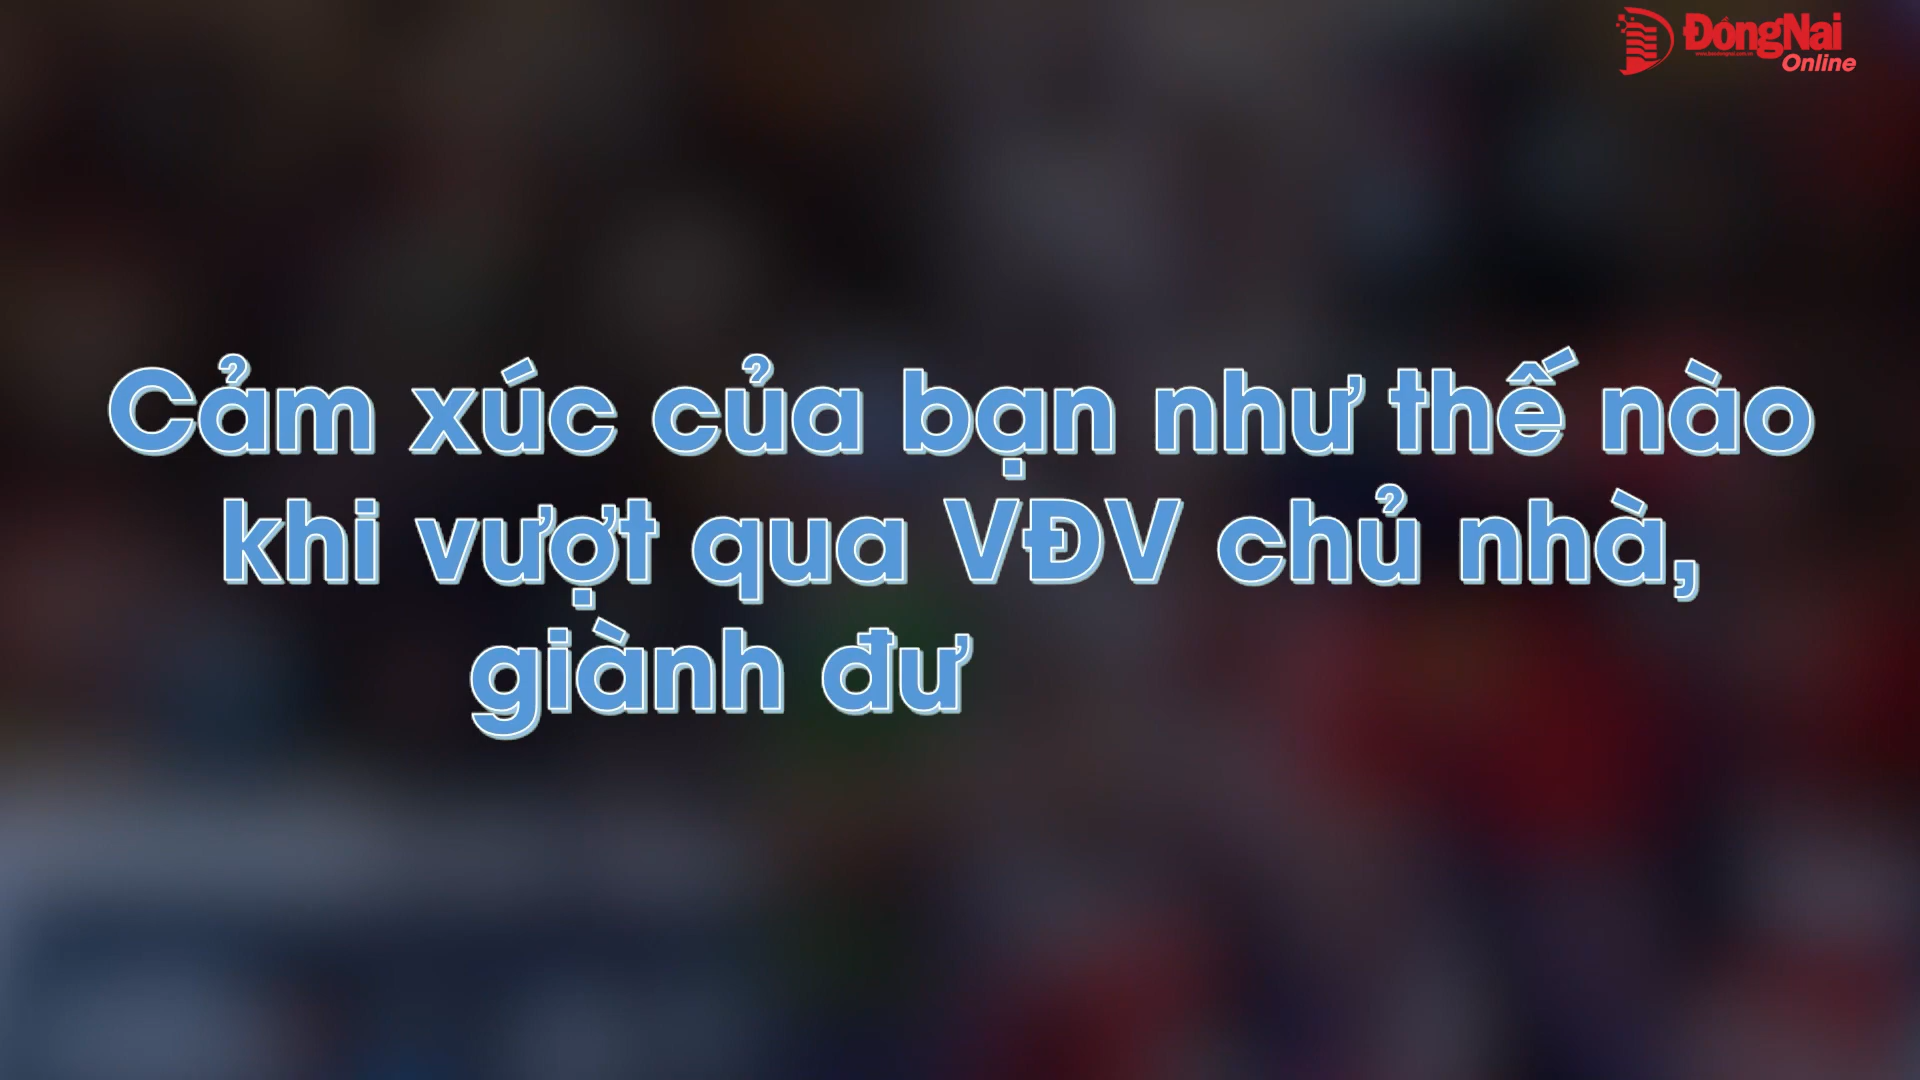 ĐồngNai
Online
Cảm xúc của bạn như thế nào
khi vượt qua VĐV chủ nhà,
giành đư